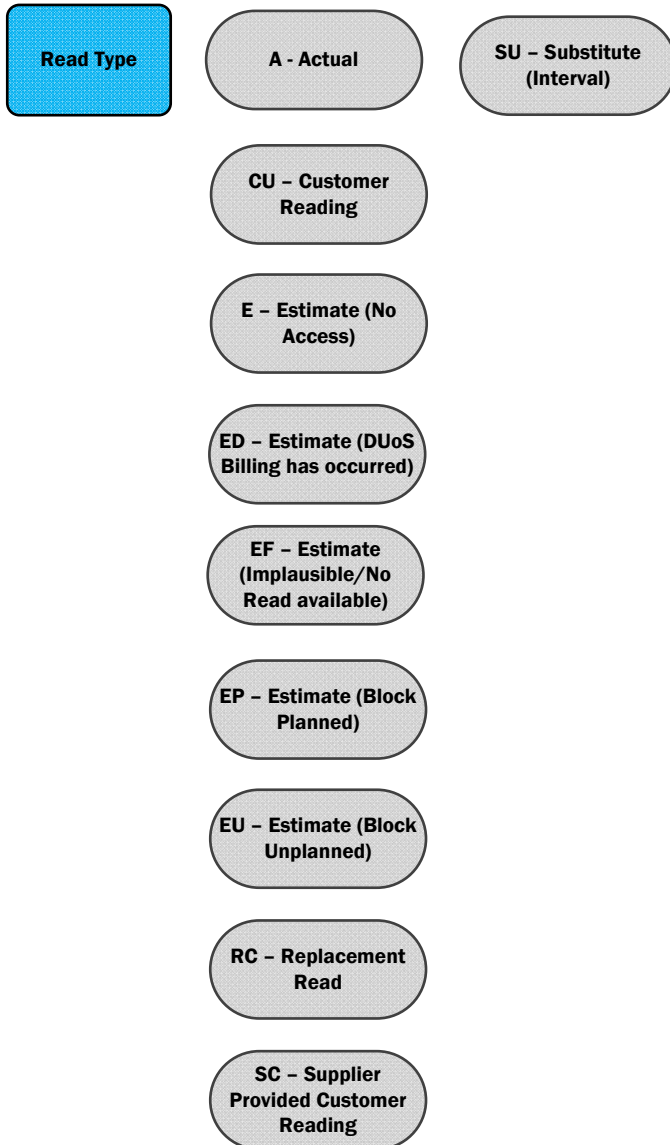 Read Type
A - Actual
SU – Substitute
(Interval)
CU – Customer
Reading
E – Estimate (No
Access)
ED – Estimate (DUoS
Billing has occurred)
EF – Estimate
(Implausible/No
Read available)
EP – Estimate (Block
Planned)
EU – Estimate (Block
Unplanned)
RC – Replacement
Read
SC – Supplier
Provided Customer
Reading